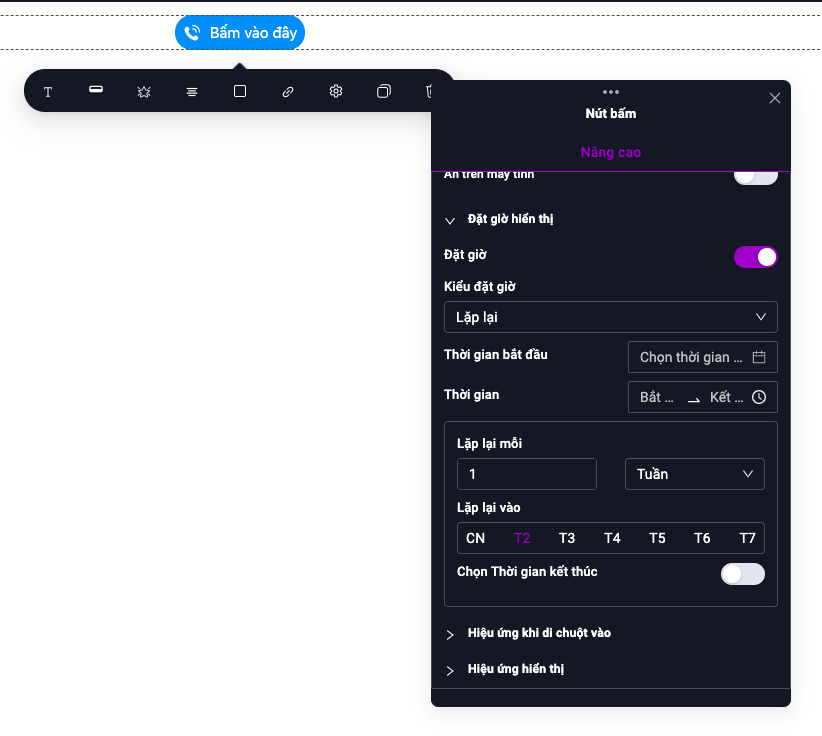 Bấm vào đây
T
Nút bấm
Nâng cao
Ẩn trên máy tính
Đặt giờ hiển thị
Đặt giờ
Kiểu đặt giờ
Lặp lại
Thời gian bắt đầu
Chọn thời gian ...
Thời gian
Bắt ...
Kết ...
Lặp lại mỗi
1
Tuần
Lặp lại vào
CN T2 T3 T4 T5 T6 T7
Chọn Thời gian kết thúc
Hiệu ứng khi di chuột vào
Hiệu ứng hiển thị